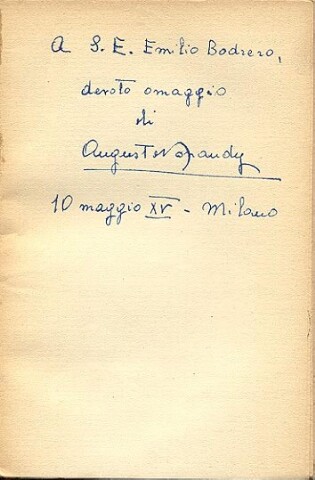 A S. E. Emilio Bodrero,
devoto omaggio
di
10 maggio XV - Milano